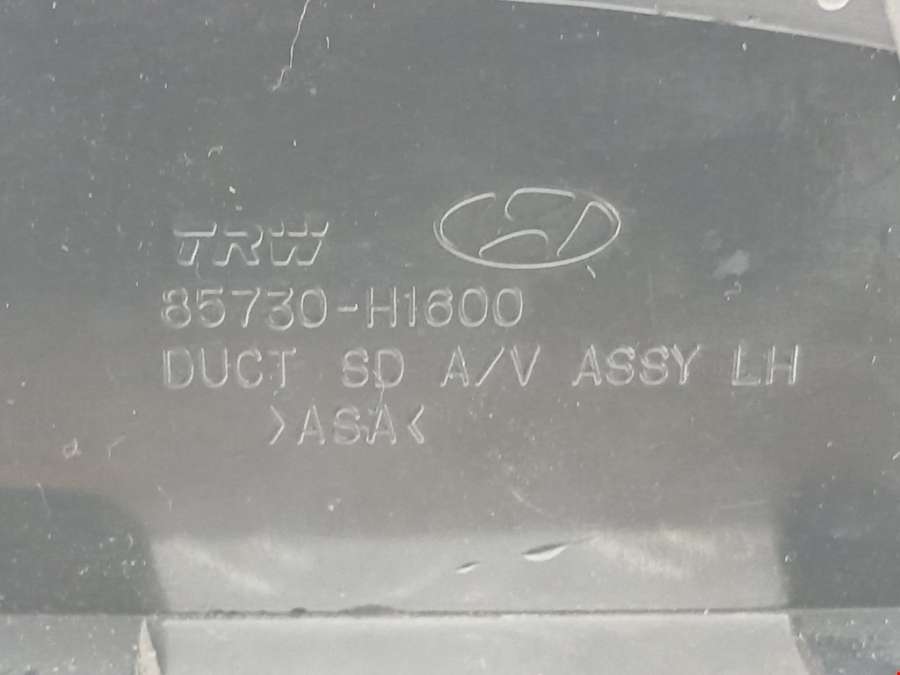 TRW
85730-H1600
DUCT SD A/V ASSY LH
>ASA<